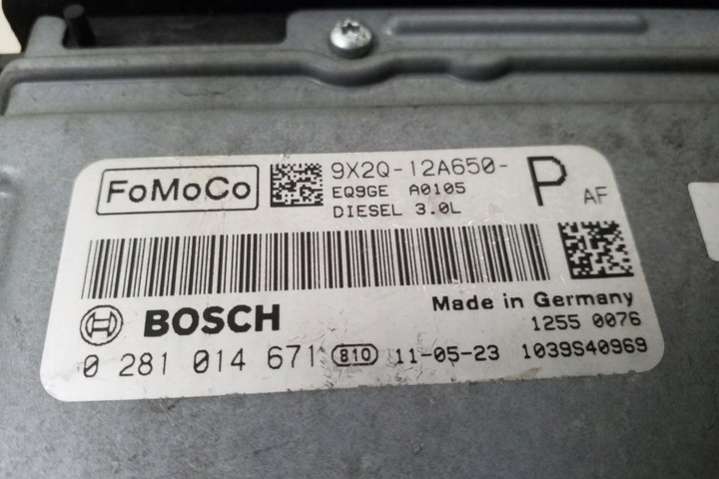 FoMoCo
9X2Q-12A650- P AF
EQ9GE A0105
DIESEL 3.0L
Made in Germany
BOSCH 1255 0076
0 281 014 671 810 11-05-23 1039S40969